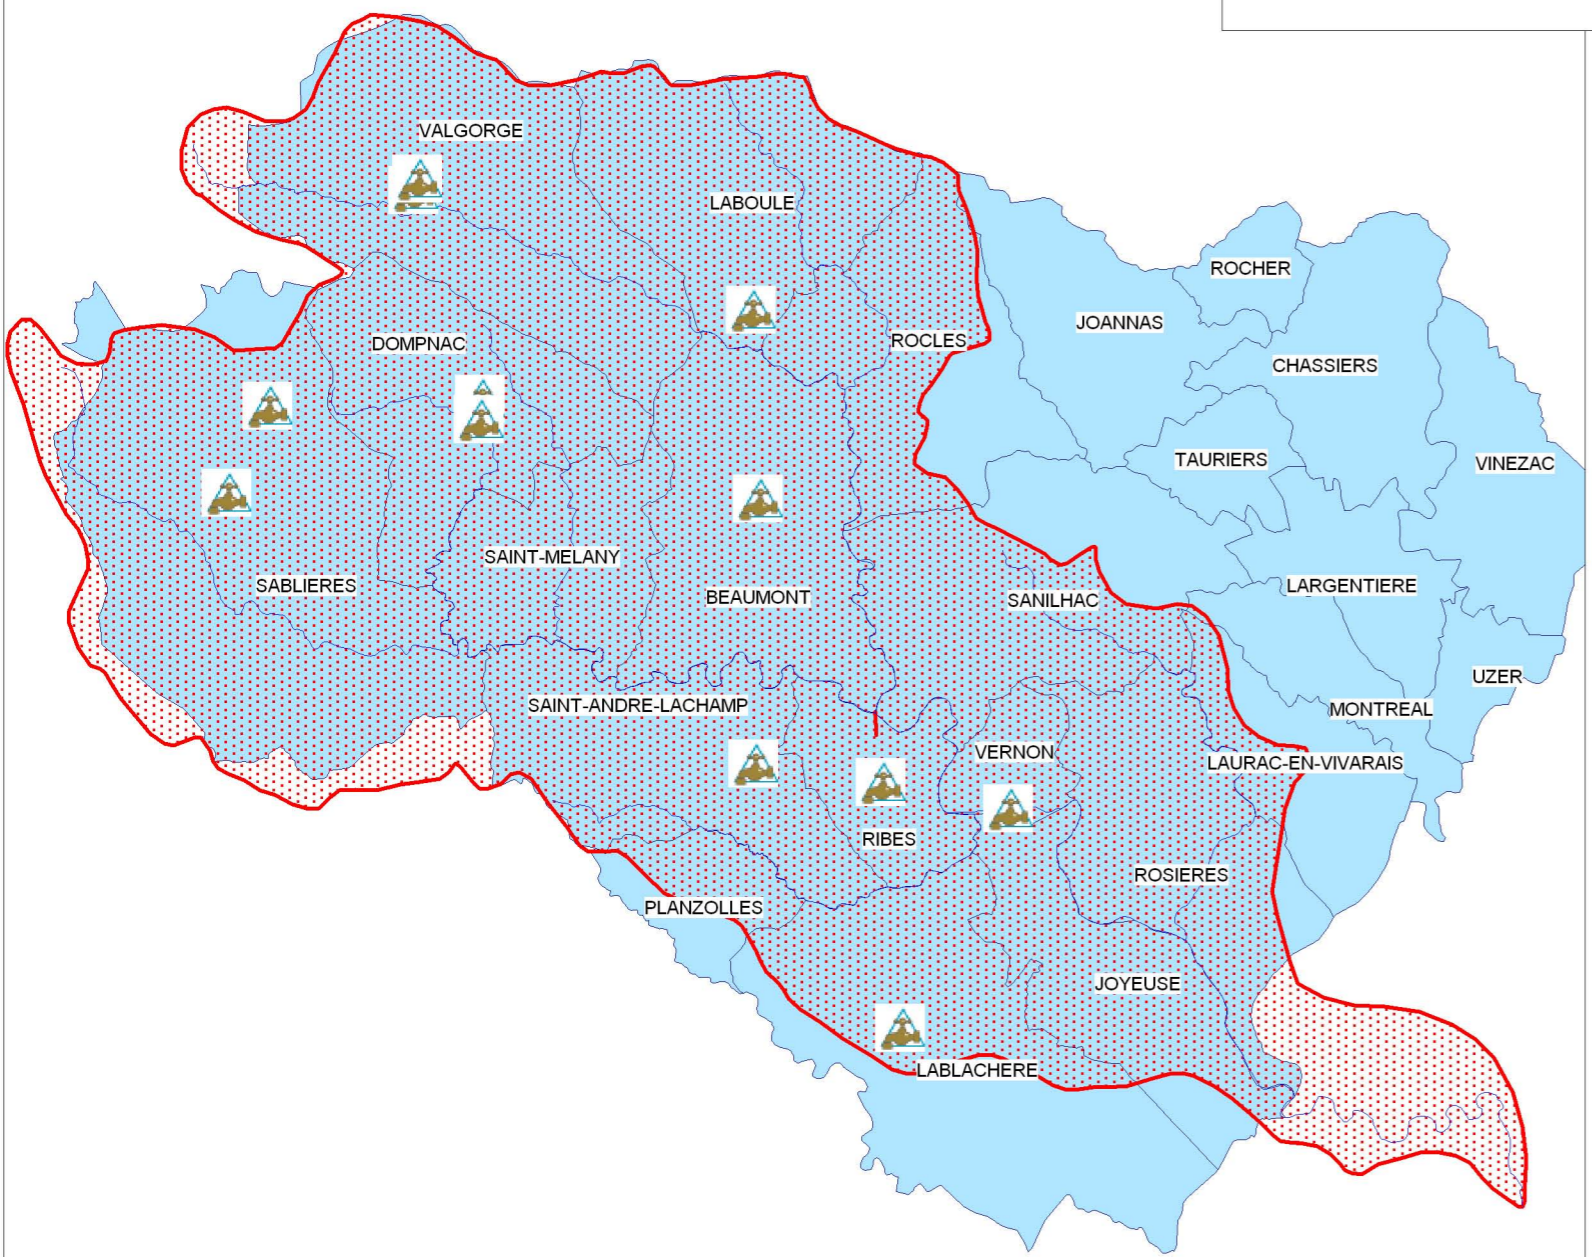 VALGORGE
LABOULE
ROCHER
JOANNAS
ROCLES
DOMPNAC
CHASSIERS
TAURIERS
VINEZAC
SAINT-MELANY
SABLIERES
LARGENTIERE
BEAUMONT
SANILHAC
UZER
SAINT-ANDRE-LACHAMP
MONTREAL
VERNON
LAURAC-EN-VIVARAIS
RIBES
ROSIERES
PLANZOLLES
JOYEUSE
LABLACHERE